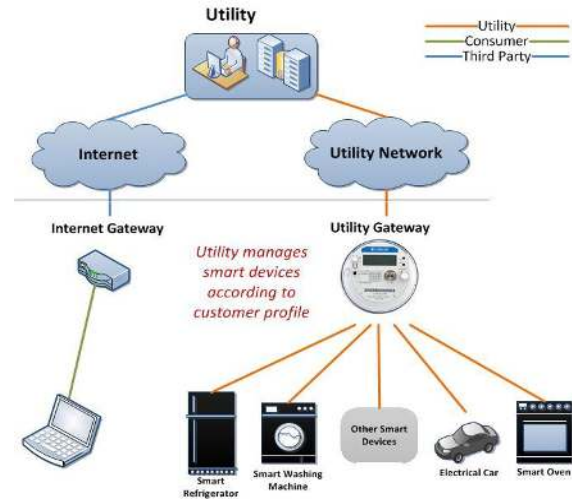 Utility
Utility
Consumer
Third Party
Internet
Utility Network
Internet Gateway
Utility Gateway
Utility manages
smart devices
according to
customer profile
Other Smart
Devices
Smart
Refrigerator
Smart Washing
Machine
Electrical Car
Smart Oven